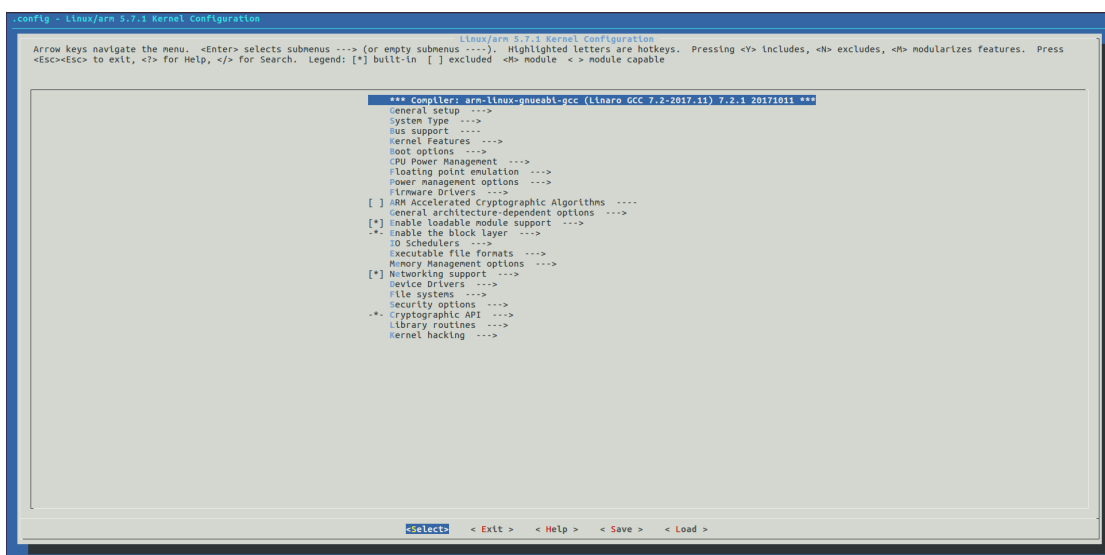 .config - Linux/arm 5.7.1 Kernel Configuration
Linux/arm 5.7.1 Kernel Configuration
Arrow keys navigate the menu.  <Enter> selects submenus ---> (or empty submenus ----).  Highlighted letters are hotkeys.  Pressing <Y> includes, <N> excludes, <M> modularizes features.  Press
<Esc><Esc> to exit, <?> for Help, </> for Search.  Legend: [*] built-in  [ ] excluded  <M> module  < > module capable
*** Compiler: arm-linux-gnueabi-gcc (Linaro GCC 7.2-2017.11) 7.2.1 20171011 ***
General setup  --->
System Type  --->
Bus support  ----
Kernel Features  --->
Boot options  --->
CPU Power Management  --->
Floating point emulation  --->
Power management options  --->
Firmware Drivers  --->
[ ] ARM Accelerated Cryptographic Algorithms  ----
General architecture-dependent options  --->
[*] Enable loadable module support  --->
-*- Enable the block layer  --->
IO Schedulers  --->
Executable file formats  --->
Memory Management options  --->
[*] Networking support  --->
Device Drivers  --->
File systems  --->
Security options  --->
-*- Cryptographic API  --->
Library routines  --->
Kernel hacking  --->
<Select>    < Exit >    < Help >    < Save >    < Load >